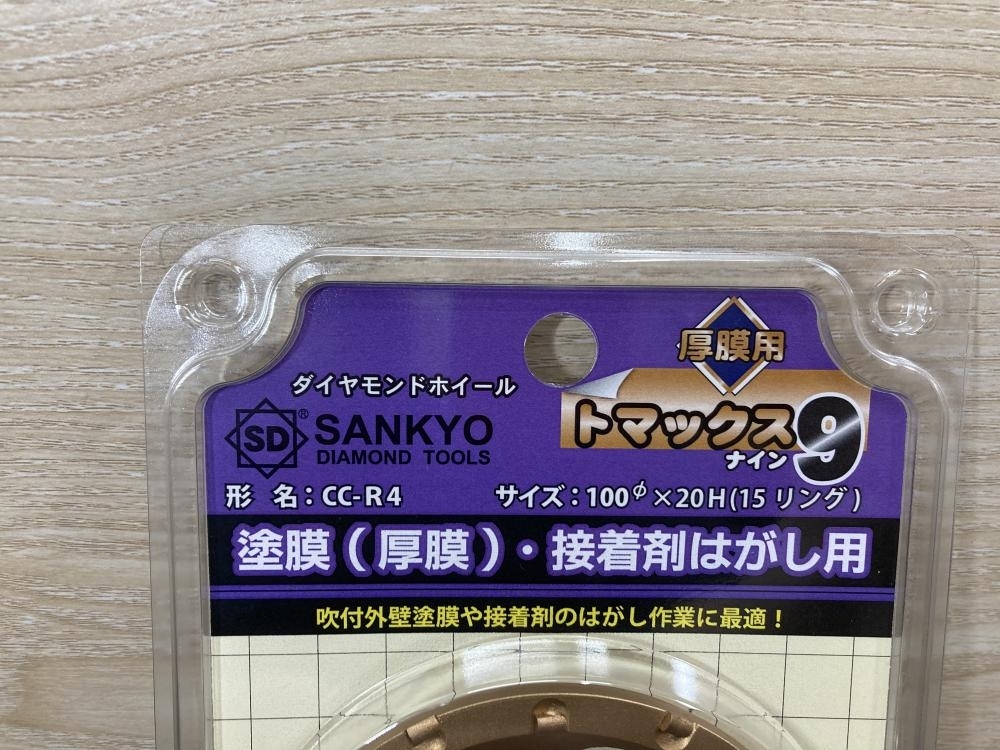 厚膜用
ダイヤモンドホイール
トマックス9
ナイン
SD® SANKYO
DIAMOND TOOLS
形 名：CC-R4 サイズ：100φ×20H(15リング)
塗膜（厚膜）・接着剤はがし用
吹付外壁塗膜や接着剤のはがし作業に最適！